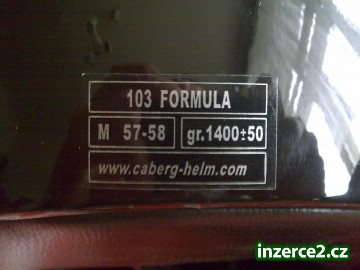 103 FORMULA
M 57-58 gr.1400±50
www.caberg-helm.com
inzerce2.cz